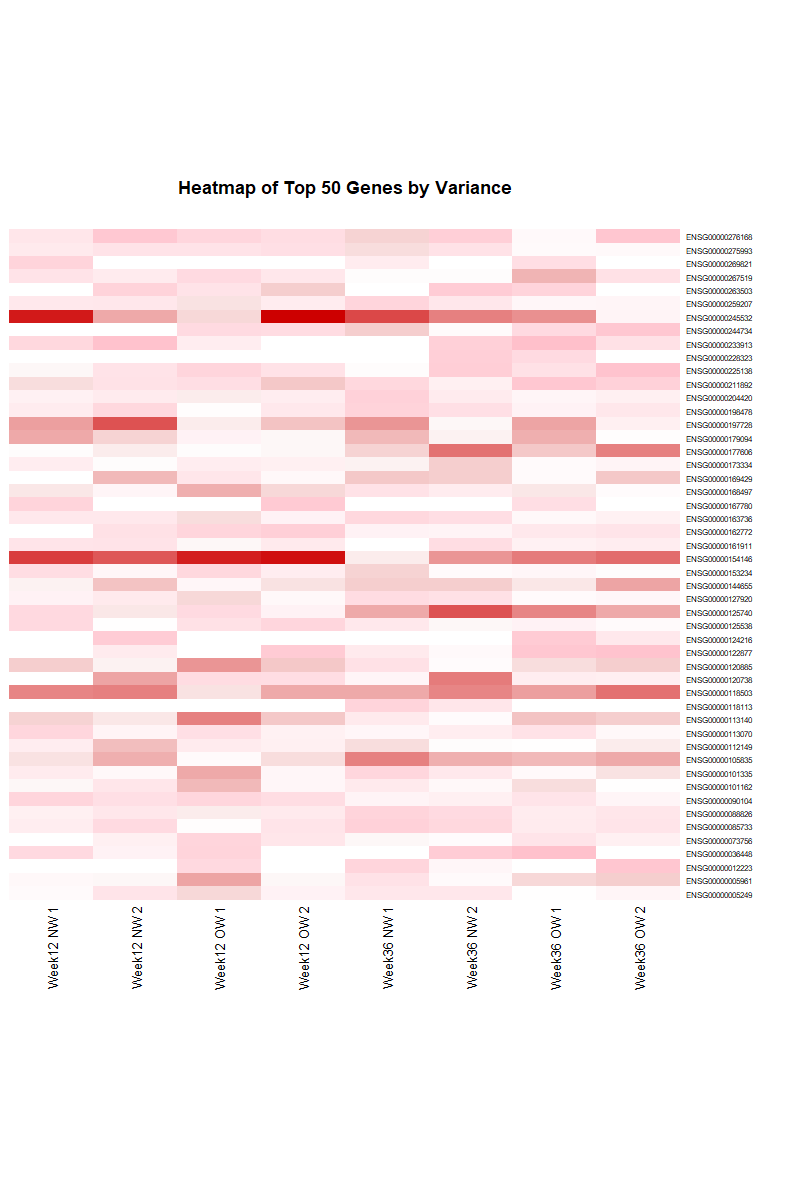 Heatmap of Top 50 Genes by Variance
ENSG00000276168
ENSG00000275993
ENSG00000269821
ENSG00000267519
ENSG00000263503
ENSG00000259207
ENSG00000245532
ENSG00000244734
ENSG00000233913
ENSG00000228323
ENSG00000225138
ENSG00000211892
ENSG00000204420
ENSG00000198478
ENSG00000197728
ENSG00000179094
ENSG00000177606
ENSG00000173334
ENSG00000169429
ENSG00000168497
ENSG00000167780
ENSG00000163736
ENSG00000162772
ENSG00000161911
ENSG00000154146
ENSG00000153234
ENSG00000144655
ENSG00000127920
ENSG00000125740
ENSG00000125538
ENSG00000124216
ENSG00000122877
ENSG00000120885
ENSG00000120738
ENSG00000118503
ENSG00000118113
ENSG00000113140
ENSG00000113070
ENSG00000112149
ENSG00000105835
ENSG00000101335
ENSG00000101162
ENSG00000090104
ENSG00000088826
ENSG00000085733
ENSG00000073756
ENSG00000036448
ENSG00000012223
ENSG00000005961
ENSG00000005249
Week12 NW 1
Week12 NW 2
Week12 OW 1
Week12 OW 2
Week36 NW 1
Week36 NW 2
Week36 OW 1
Week36 OW 2